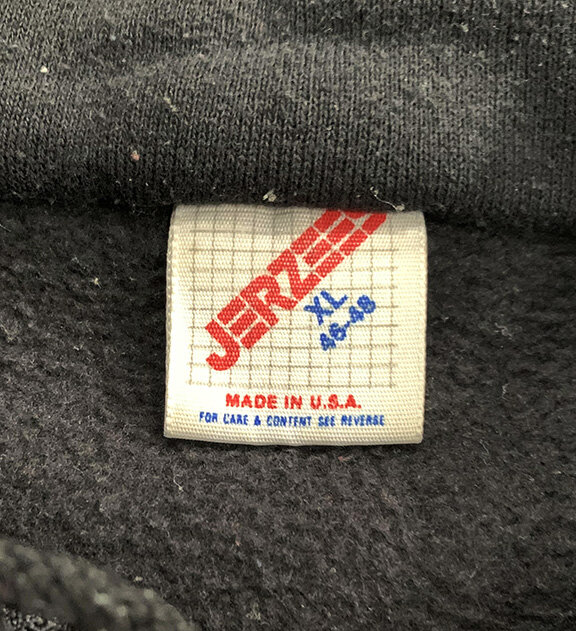 JERZEES
XL
46-48
MADE IN U.S.A.
FOR CARE & CONTENT SEE REVERSE